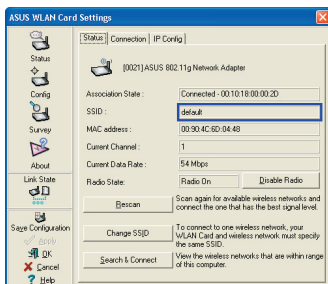 ASUS WLAN Card Settings
Status
Config
Survey
About
Link State
Save Configuration
Apply
OK
Cancel
Help
Status Connection IP Config
[0021] ASUS 802.11g Network Adapter
Association State : Connected - 00:10:18:00:00:2D
SSID : default
MAC address : 00:90:4C:6D:04:48
Current Channel : 1
Current Data Rate : 54 Mbps
Radio State: Radio On Disable Radio
Rescan
Scan again for available wireless networks and
connect the one that has the best signal level.
Change SSID
To connect to one wireless network, your
WLAN Card and wireless network must specify
the same SSID.
Search & Connect
View the wireless networks that are within range
of this computer.